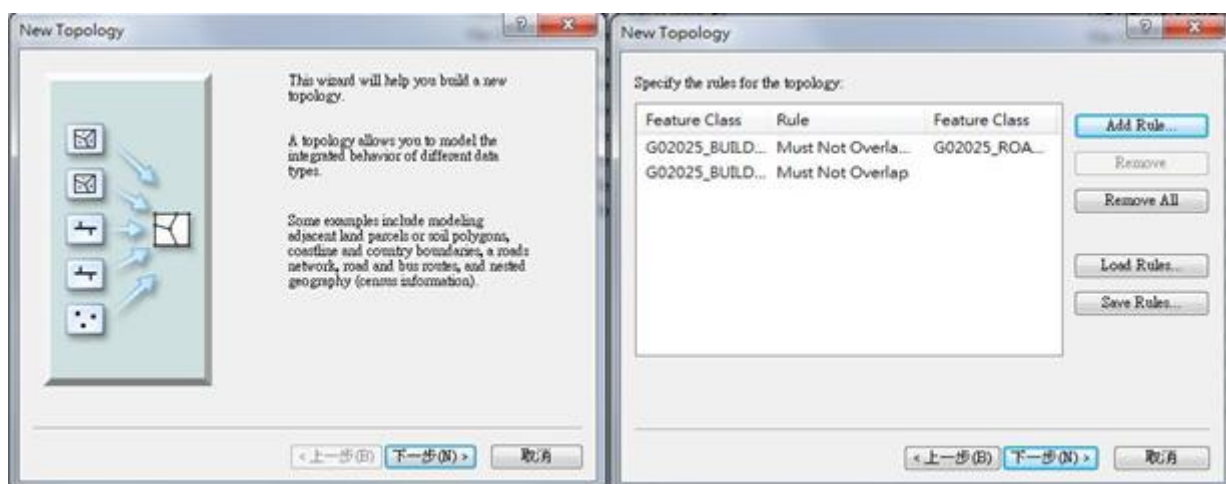 New Topology
This wizard will help you build a new
topology.
A topology allows you to model the
integrated behavior of different data
types.
Some examples include modeling
adjacent land parcels or soil polygons,
coastline and country boundaries, a roads
network, road and bus routes, and nested
geography (census information).
<上一步(B)
下一步(N) >
取消
New Topology
Specify the rules for the topology:
Feature Class Rule Feature Class
G02025_BUILD... Must Not Overla... G02025_ROA...
G02025_BUILD... Must Not Overlap
Add Rule...
Remove
Remove All
Load Rules...
Save Rules...
<上一步(B)
下一步(N) >
取消